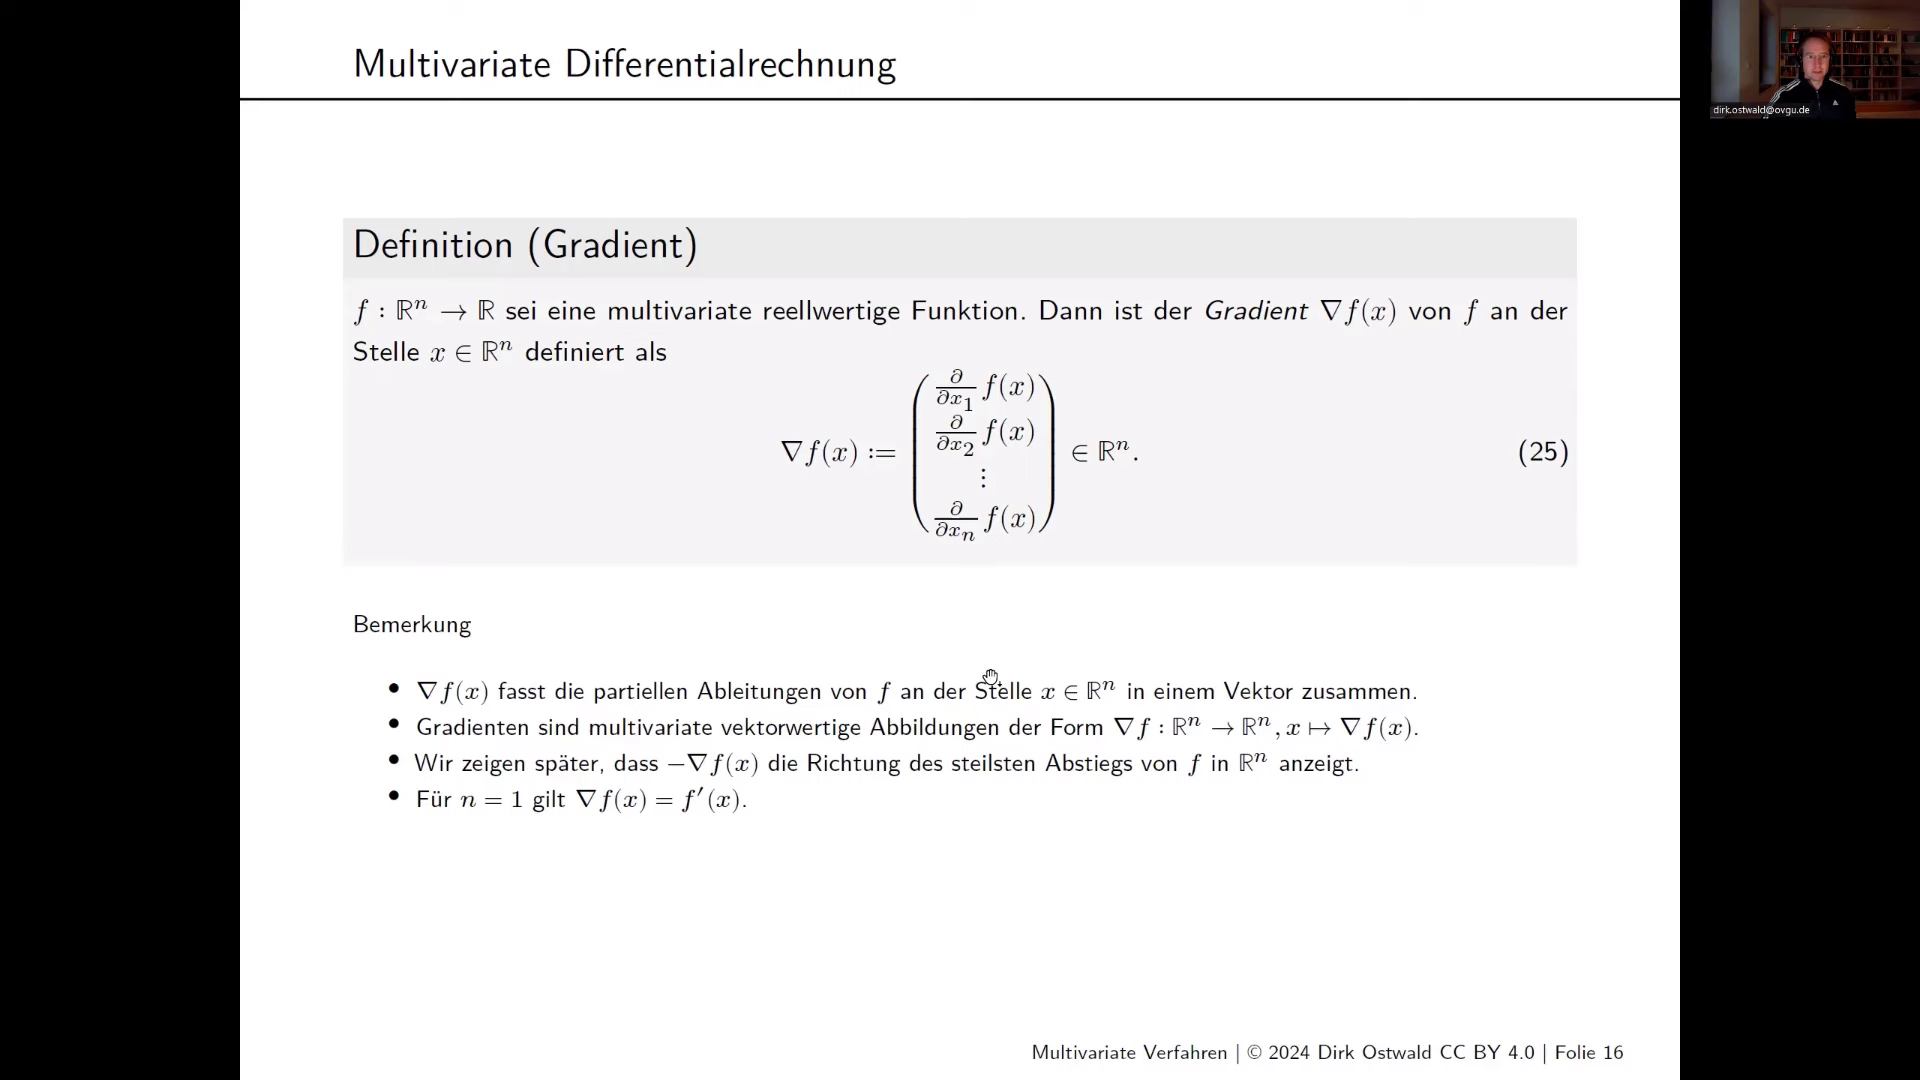 Multivariate Differentialrechnung
dirk.ostwald@ovgu.de
Definition (Gradient)
f : ℝⁿ → ℝ sei eine multivariate reellwertige Funktion. Dann ist der Gradient ∇f(x) von f an der
Stelle x ∈ ℝⁿ definiert als
∇f(x) := ( ∂/∂x₁ f(x) ∂/∂x₂ f(x) ⋮ ∂/∂xₙ f(x) ) ∈ ℝⁿ. (25)
Bemerkung
• ∇f(x) fasst die partiellen Ableitungen von f an der Stelle x ∈ ℝⁿ in einem Vektor zusammen.
• Gradienten sind multivariate vektorwertige Abbildungen der Form ∇f : ℝⁿ → ℝⁿ, x ↦ ∇f(x).
• Wir zeigen später, dass −∇f(x) die Richtung des steilsten Abstiegs von f in ℝⁿ anzeigt.
• Für n = 1 gilt ∇f(x) = f′(x).
Multivariate Verfahren | © 2024 Dirk Ostwald CC BY 4.0 | Folie 16